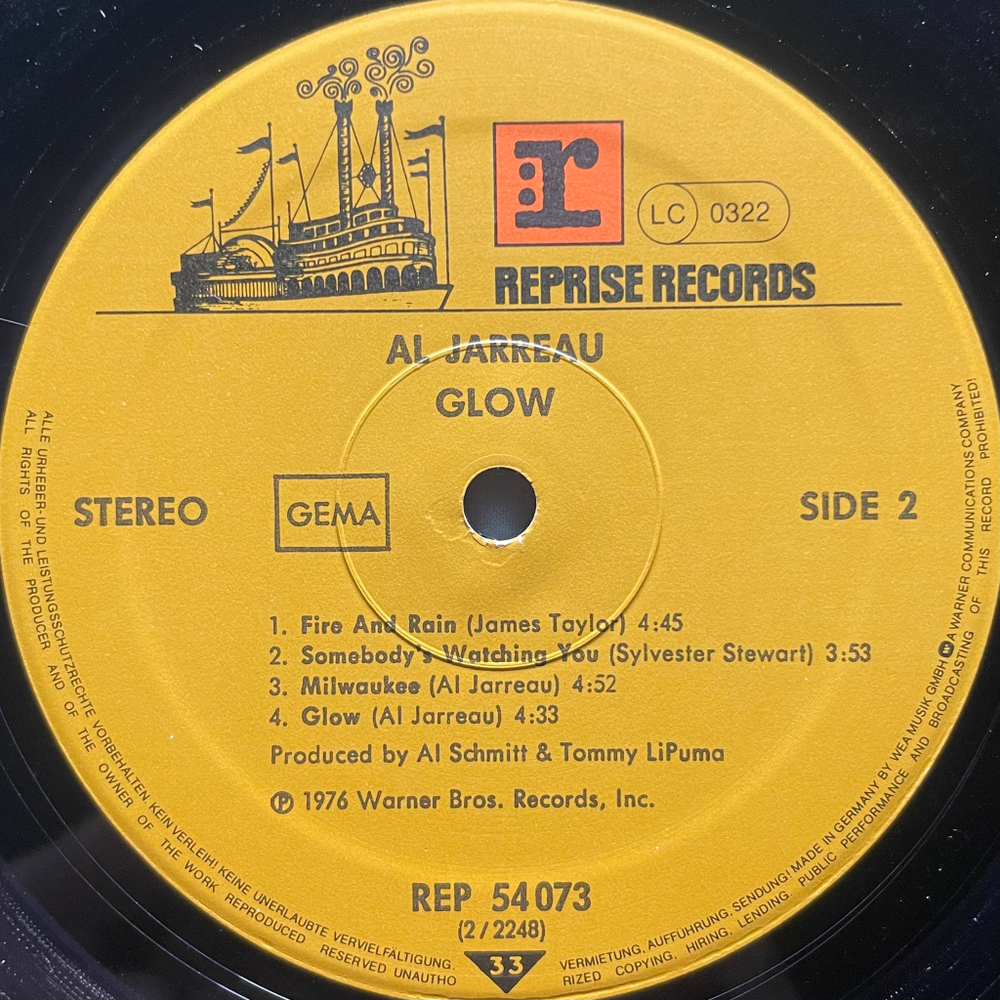 r
LC 0322
REPRISE RECORDS
AL JARREAU
GLOW
STEREO
GEMA
SIDE 2
1. Fire And Rain (James Taylor) 4:45
2. Somebody's Watching You (Sylvester Stewart) 3:53
3. Milwaukee (Al Jarreau) 4:52
4. Glow (Al Jarreau) 4:33
Produced by Al Schmitt & Tommy LiPuma
℗ 1976 Warner Bros. Records, Inc.
REP 54 073
(2 / 2248)
33
ALLE URHEBER- UND LEISTUNGSSCHUTZRECHTE VORBEHALTEN. KEIN VERLEIH! KEINE UNERLAUBTE VERVIELFÄLTIGUNG, VERMIETUNG, AUFFÜHRUNG, SENDUNG! MADE IN GERMANY BY WEA MUSIK GMBH A WARNER COMMUNICATIONS COMPANY
ALL RIGHTS OF THE PRODUCER AND OF THE OWNER OF THE WORK REPRODUCED RESERVED UNAUTHORIZED COPYING, HIRING, LENDING PUBLIC PERFORMANCE AND BROADCASTING OF THIS RECORD PROHIBITED!